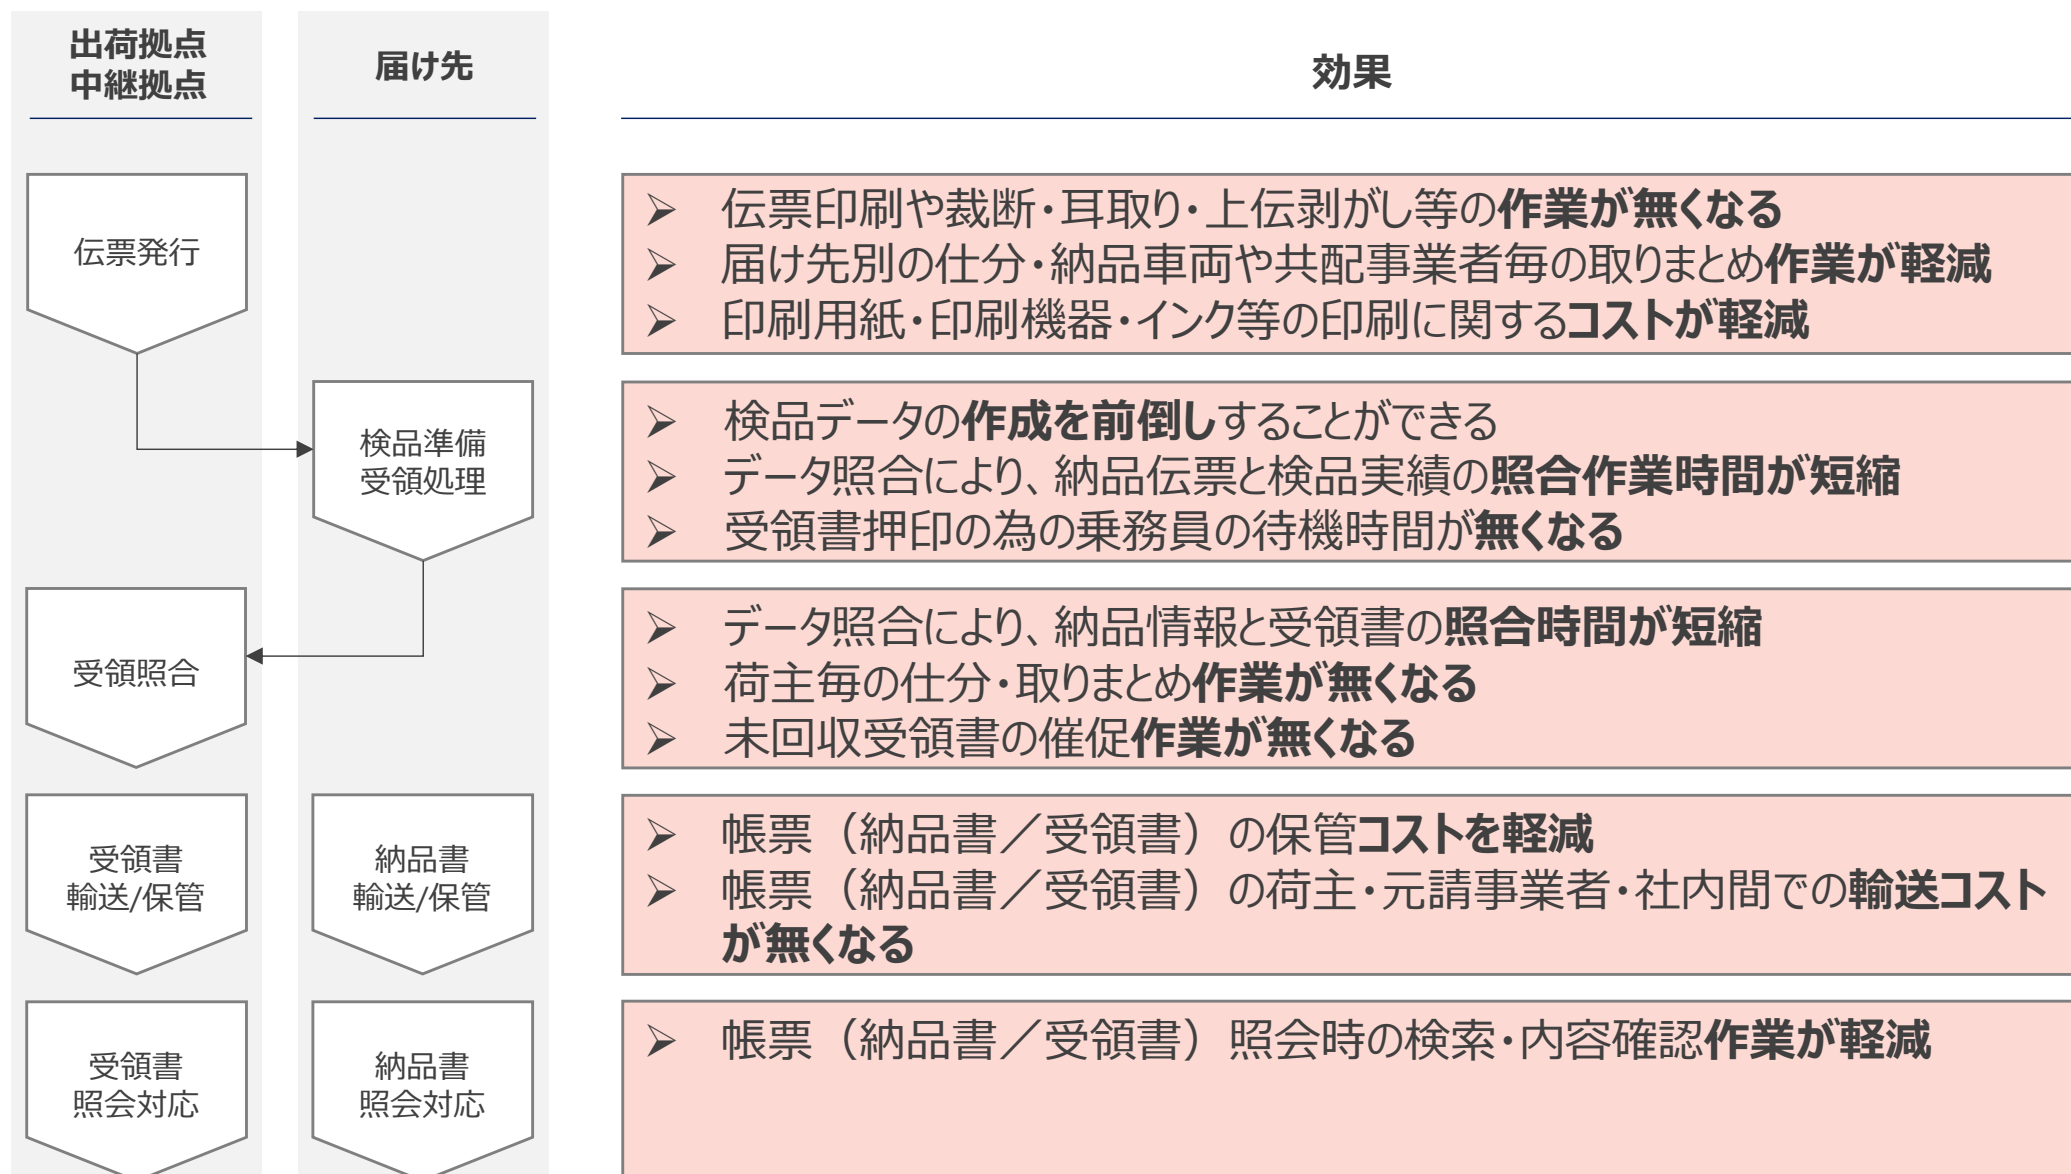 出荷拠点
中継拠点
届け先
効果
伝票発行
➢ 伝票印刷や裁断・耳取り・上伝剥がし等の作業が無くなる
➢ 届け先別の仕分・納品車両や共配事業者毎の取りまとめ作業が軽減
➢ 印刷用紙・印刷機器・インク等の印刷に関するコストが軽減
検品準備
受領処理
➢ 検品データの作成を前倒しすることができる
➢ データ照合により、納品伝票と検品実績の照合作業時間が短縮
➢ 受領書押印の為の乗務員の待機時間が無くなる
受領照合
➢ データ照合により、納品情報と受領書の照合時間が短縮
➢ 荷主毎の仕分・取りまとめ作業が無くなる
➢ 未回収受領書の催促作業が無くなる
受領書
輸送/保管
納品書
輸送/保管
➢ 帳票（納品書／受領書）の保管コストを軽減
➢ 帳票（納品書／受領書）の荷主・元請事業者・社内間での輸送コスト
が無くなる
受領書
照会対応
納品書
照会対応
➢ 帳票（納品書／受領書）照会時の検索・内容確認作業が軽減